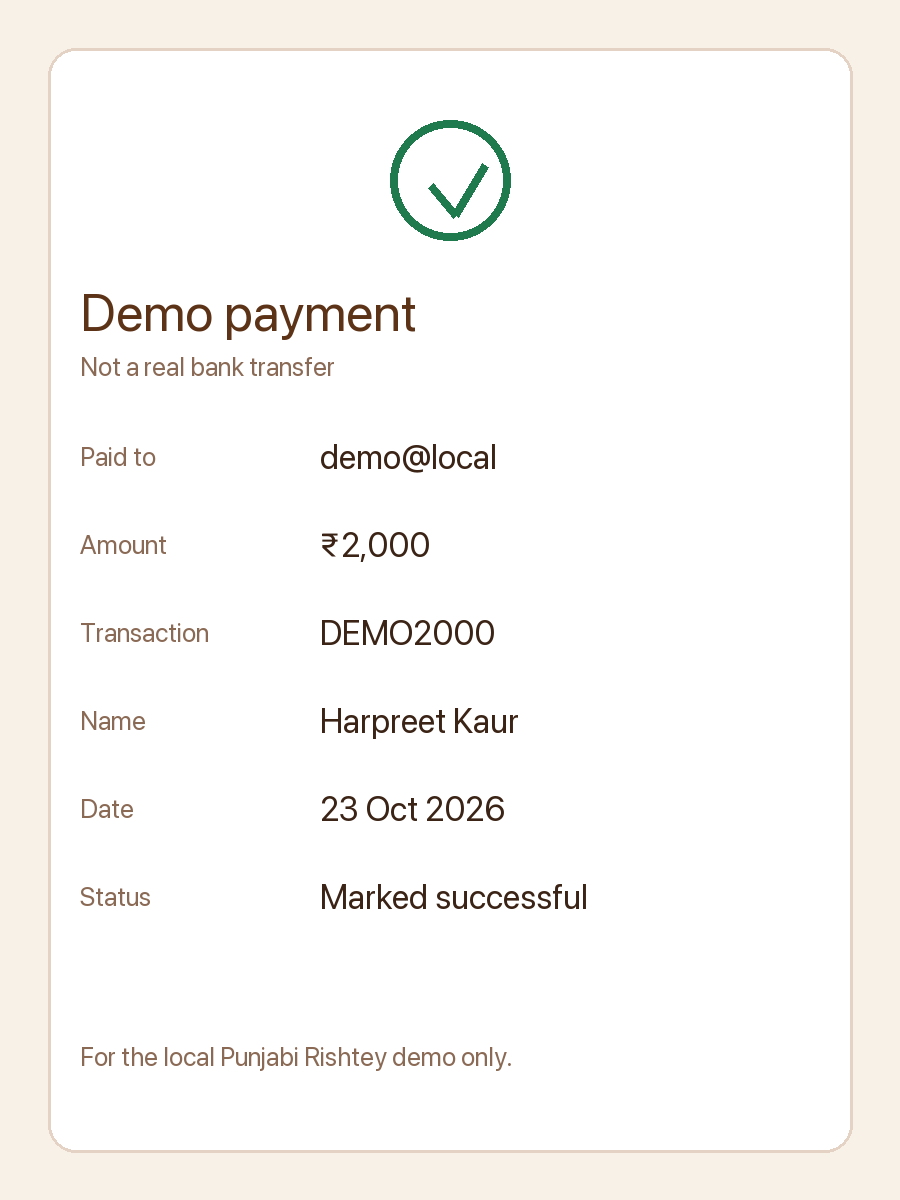 Demo payment
Not a real bank transfer
Paid to demo@local
Amount ₹2,000
Transaction DEMO2000
Name Harpreet Kaur
Date 23 Oct 2026
Status Marked successful
For the local Punjabi Rishtey demo only.